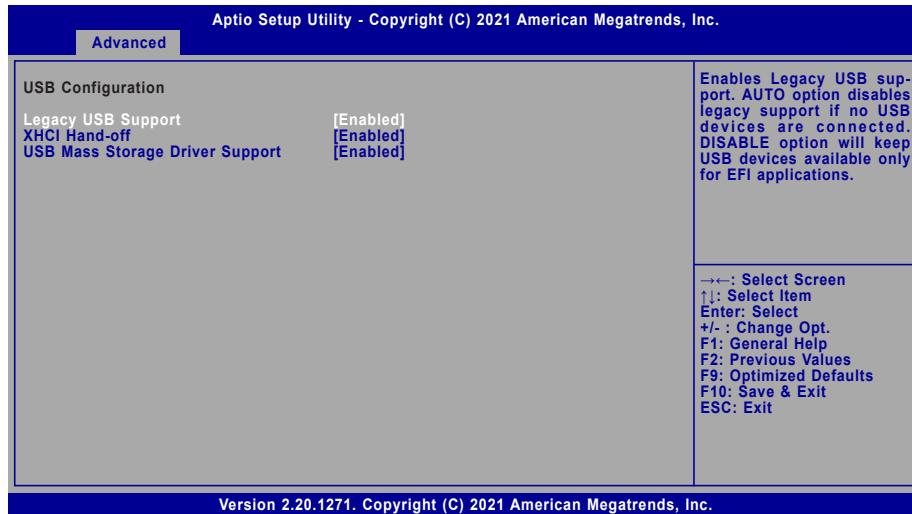 Aptio Setup Utility - Copyright (C) 2021 American Megatrends, Inc.
Advanced
USB Configuration
Legacy USB Support [Enabled]
XHCI Hand-off [Enabled]
USB Mass Storage Driver Support [Enabled]
Enables Legacy USB sup-
port. AUTO option disables
legacy support if no USB
devices are connected.
DISABLE option will keep
USB devices available only
for EFI applications.
→←: Select Screen
↑↓: Select Item
Enter: Select
+/- : Change Opt.
F1: General Help
F2: Previous Values
F9: Optimized Defaults
F10: Save & Exit
ESC: Exit
Version 2.20.1271. Copyright (C) 2021 American Megatrends, Inc.